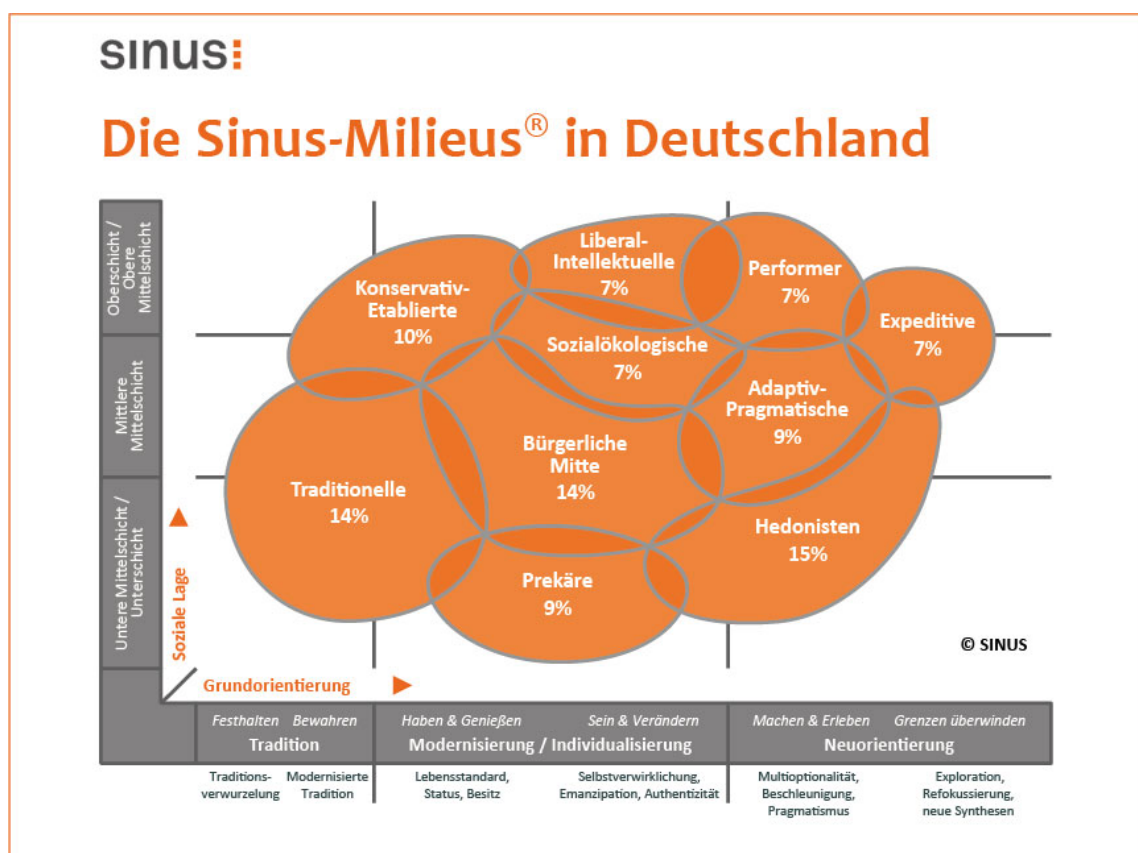 sınus:
Die Sinus-Milieus® in Deutschland
Oberschicht /
Obere
Mittelschicht
Mittlere
Mittelschicht
Untere Mittelschicht /
Unterschicht
Soziale Lage
Konservativ-
Etablierte
10%
Liberal-
Intellektuelle
7%
Performer
7%
Expeditive
7%
Sozialökologische
7%
Adaptiv-
Pragmatische
9%
Bürgerliche
Mitte
14%
Traditionelle
14%
Hedonisten
15%
Prekäre
9%
© SINUS
Grundorientierung
Festhalten Bewahren
Tradition
Haben & Genießen Sein & Verändern
Modernisierung / Individualisierung
Machen & Erleben Grenzen überwinden
Neuorientierung
Traditions-
verwurzelung
Modernisierte
Tradition
Lebensstandard,
Status, Besitz
Selbstverwirklichung,
Emanzipation, Authentizität
Multioptionalität,
Beschleunigung,
Pragmatismus
Exploration,
Refokussierung,
neue Synthesen